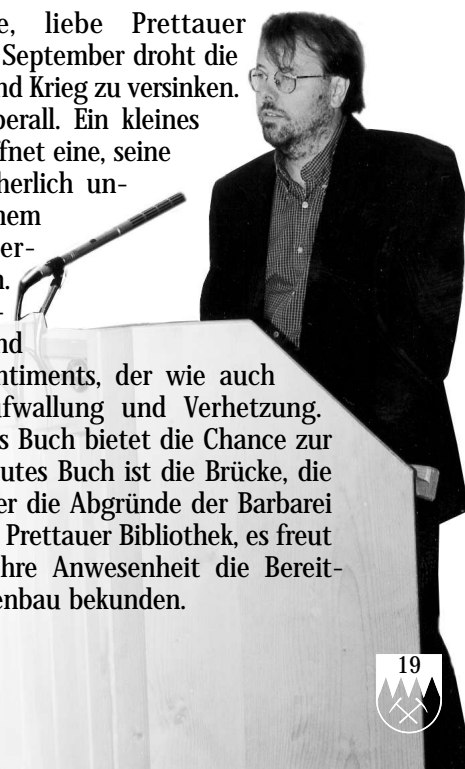 e, liebe Prettauer
September droht die
nd Krieg zu versinken.
berall. Ein kleines
fnet eine, seine
herlich un-
nem
er-
n.
-
nd
ntiments, der wie auch
ufwallung und Verhetzung.
s Buch bietet die Chance zur
utes Buch ist die Brücke, die
er die Abgründe der Barbarei
Prettauer Bibliothek, es freut
hre Anwesenheit die Bereit-
enbau bekunden.
19